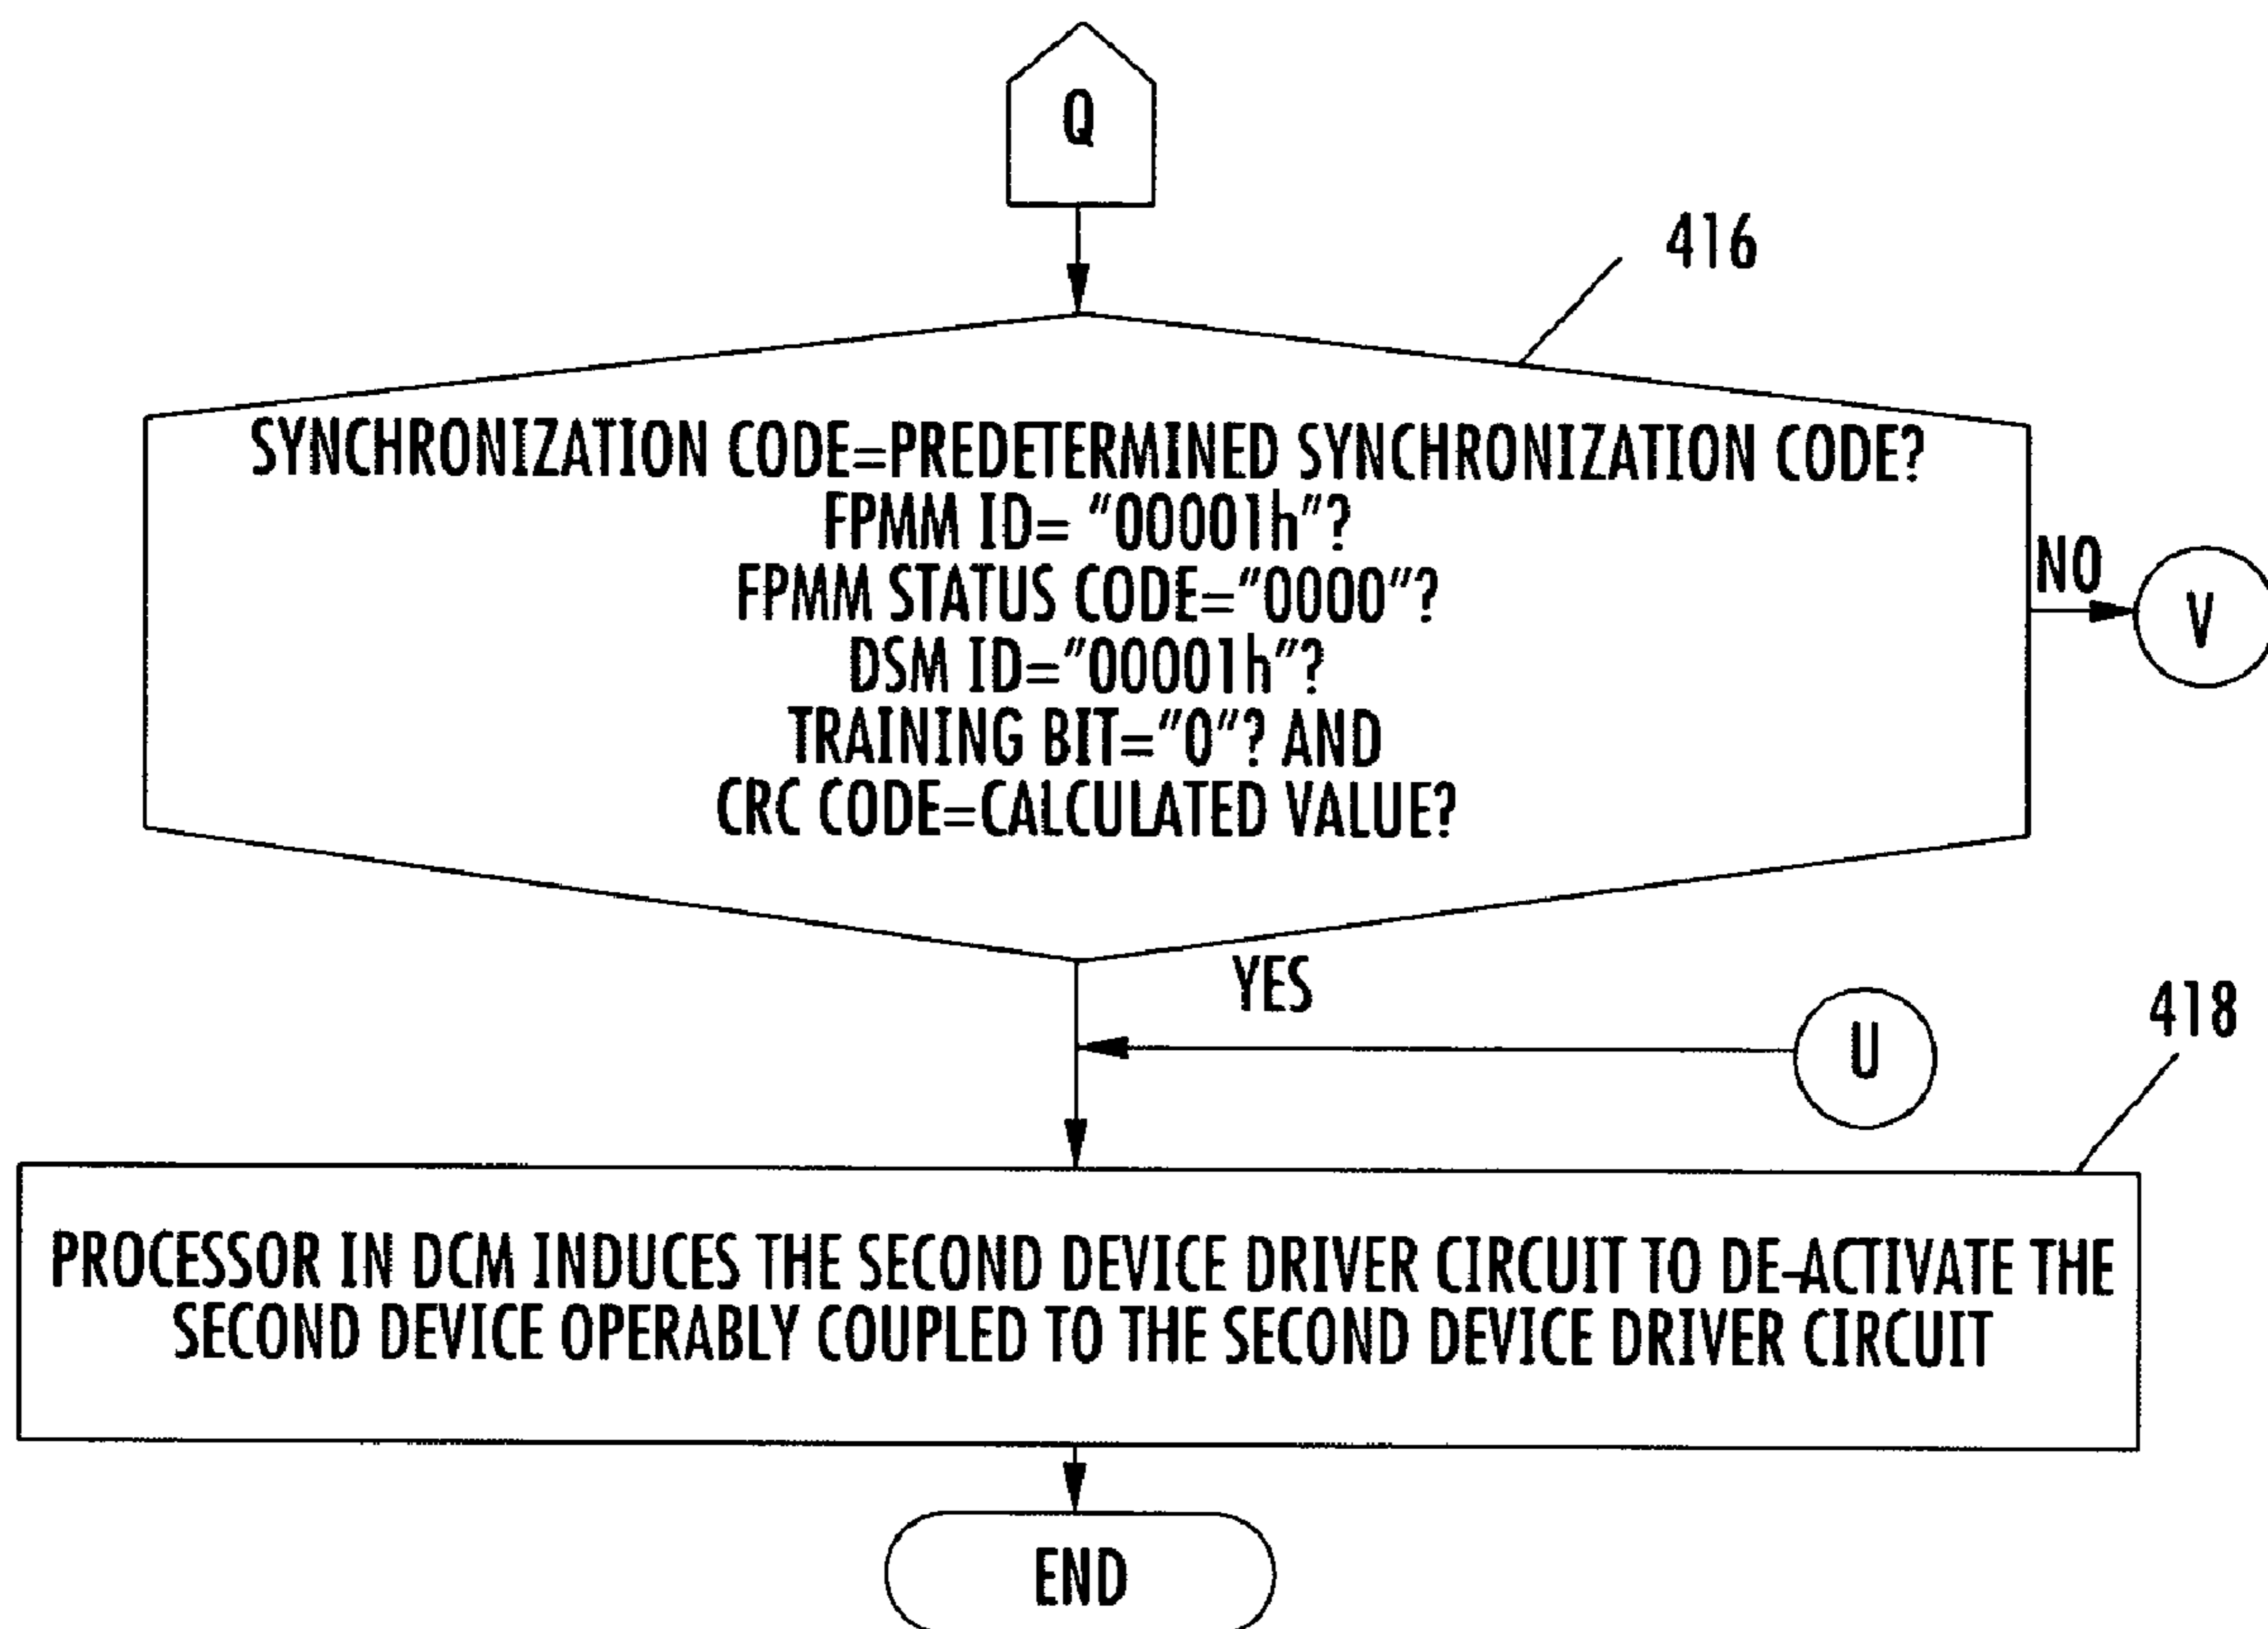 Q
416
SYNCHRONIZATION CODE=PREDETERMINED SYNCHRONIZATION CODE?
FPMM ID= "00001h"?
FPMM STATUS CODE="0000"?
DSM ID="00001h"?
TRAINING BIT="0"? AND
CRC CODE=CALCULATED VALUE?
NO
V
YES
U
418
PROCESSOR IN DCM INDUCES THE SECOND DEVICE DRIVER CIRCUIT TO DE-ACTIVATE THE
SECOND DEVICE OPERABLY COUPLED TO THE SECOND DEVICE DRIVER CIRCUIT
END